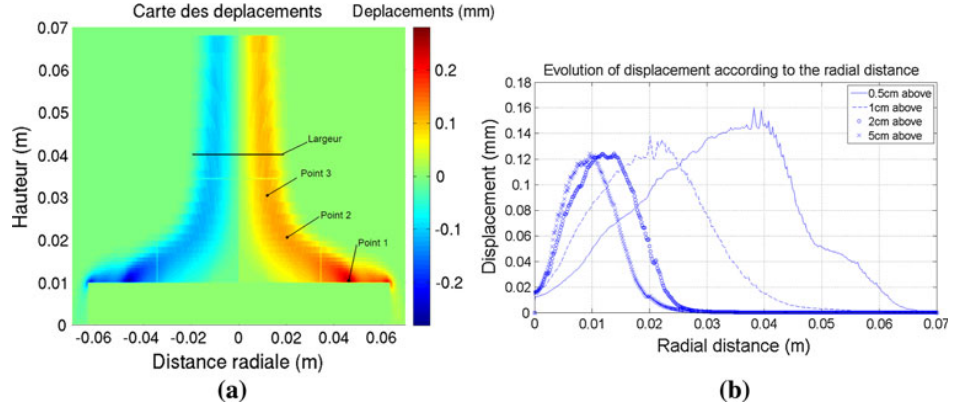 Carte des deplacements
Deplacements (mm)
0.07
0.06
0.05
0.04
0.03
0.02
0.01
0
Hauteur (m)
-0.06
-0.04
-0.02
0
0.02
0.04
0.06
Distance radiale (m)
Largeur
Point 3
Point 2
Point 1
0.2
0.1
0
-0.1
-0.2
(a)
Evolution of displacement according to the radial distance
0.18
0.16
0.14
0.12
0.10
0.08
0.06
0.04
0.02
0
Displacement (mm)
0.5cm above
1cm above
2cm above
5cm above
0
0.01
0.02
0.03
0.04
0.05
0.06
0.07
Radial distance (m)
(b)